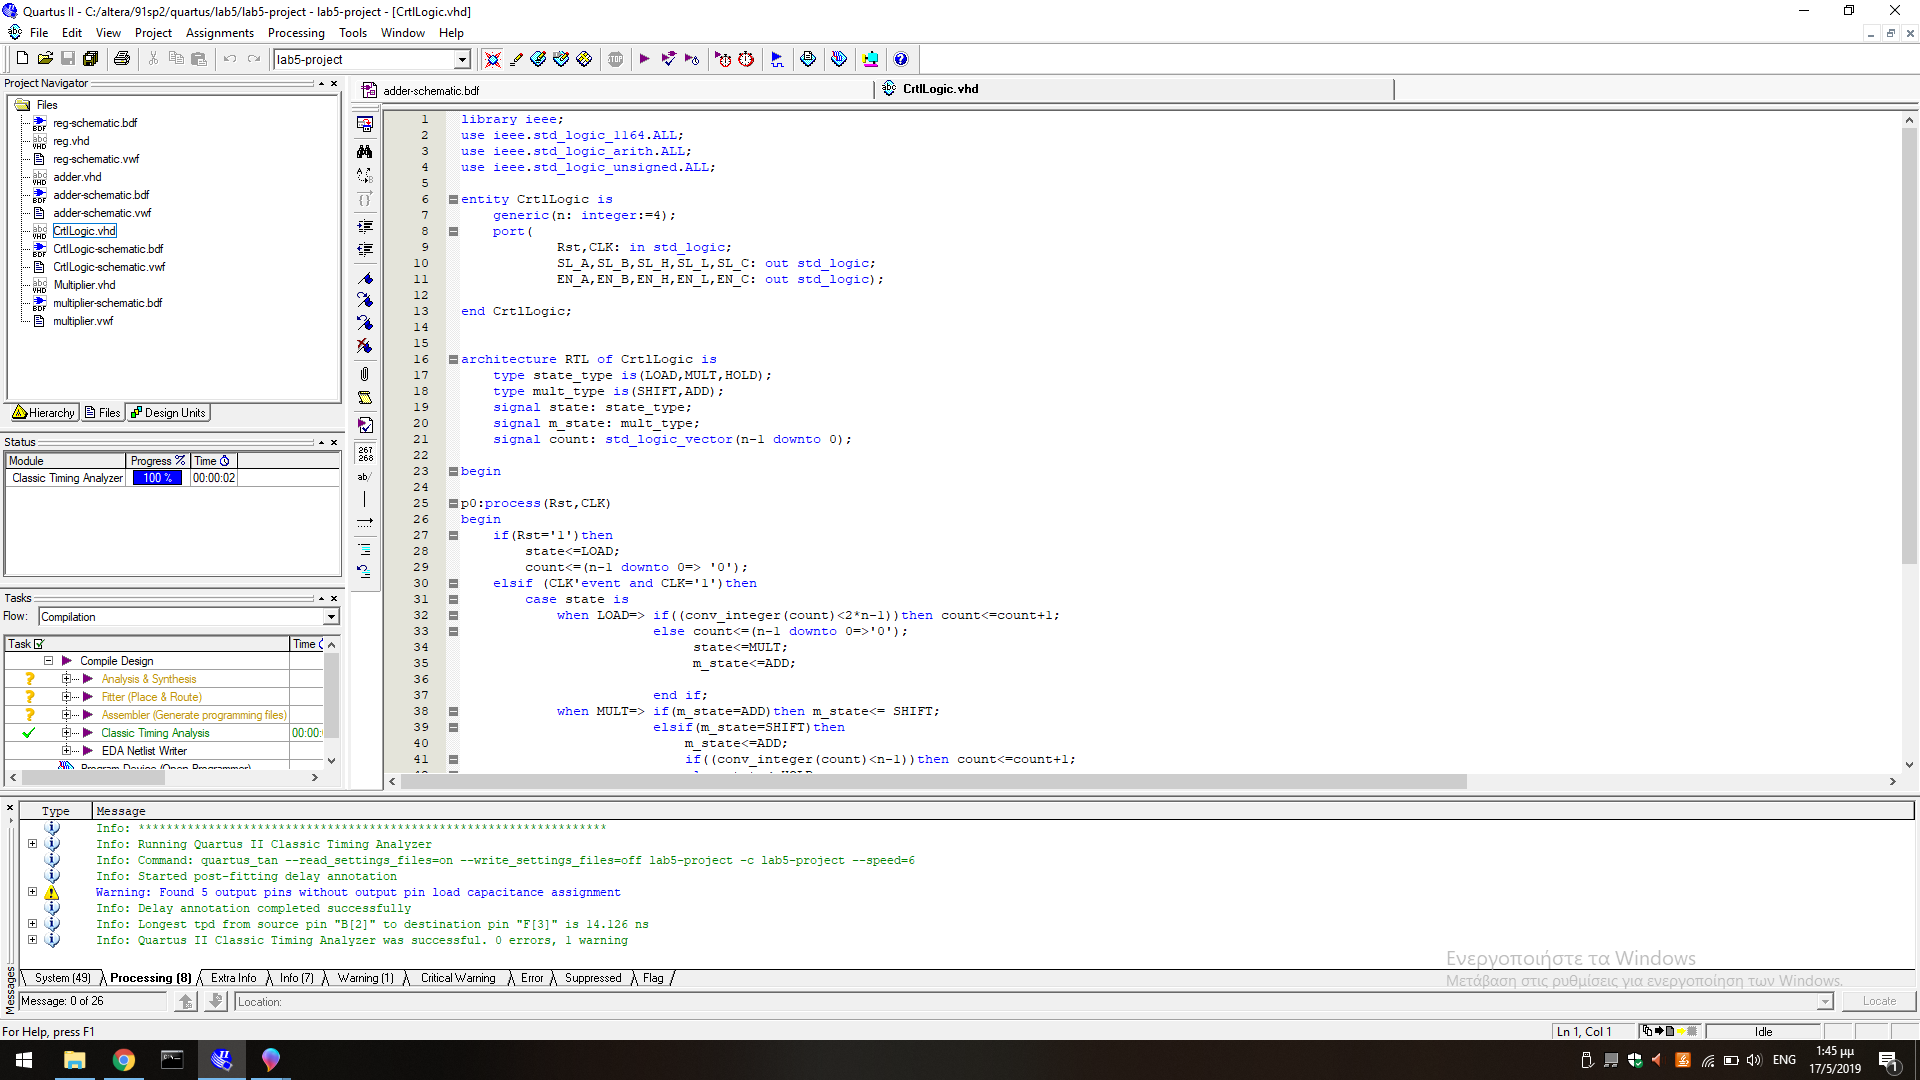 Quartus II - C:/altera/91sp2/quartus/lab5/lab5-project - lab5-project - [CrtlLogic.vhd]
File Edit View Project Assignments Processing Tools Window Help
lab5-project
Project Navigator
Files
reg-schematic.bdf
reg.vhd
reg-schematic.vwf
adder.vhd
adder-schematic.bdf
adder-schematic.vwf
CrtlLogic.vhd
CrtlLogic-schematic.bdf
CrtlLogic-schematic.vwf
Multiplier.vhd
multiplier-schematic.bdf
multiplier.vwf
Hierarchy Files Design Units
Status
Module Progress % Time
Classic Timing Analyzer 100 % 00:00:02
Tasks
Flow: Compilation
Task Time
Compile Design
Analysis & Synthesis
Fitter (Place & Route)
Assembler (Generate programming files)
Classic Timing Analysis 00:00:
EDA Netlist Writer
Program Device (Open Programmer)
adder-schematic.bdf
CrtlLogic.vhd
1 library ieee;
2 use ieee.std_logic_1164.ALL;
3 use ieee.std_logic_arith.ALL;
4 use ieee.std_logic_unsigned.ALL;
5
6 entity CrtlLogic is
7 generic(n: integer:=4);
8 port(
9 Rst,CLK: in std_logic;
10 SL_A,SL_B,SL_H,SL_L,SL_C: out std_logic;
11 EN_A,EN_B,EN_H,EN_L,EN_C: out std_logic);
12
13 end CrtlLogic;
14
15
16 architecture RTL of CrtlLogic is
17 type state_type is(LOAD,MULT,HOLD);
18 type mult_type is(SHIFT,ADD);
19 signal state: state_type;
20 signal m_state: mult_type;
21 signal count: std_logic_vector(n-1 downto 0);
22
23 begin
24
25 p0:process(Rst,CLK)
26 begin
27 if(Rst='1')then
28 state<=LOAD;
29 count<=(n-1 downto 0=> '0');
30 elsif (CLK'event and CLK='1')then
31 case state is
32 when LOAD=> if((conv_integer(count)<2*n-1))then count<=count+1;
33 else count<=(n-1 downto 0=>'0');
34 state<=MULT;
35 m_state<=ADD;
36
37 end if;
38 when MULT=> if(m_state=ADD)then m_state<= SHIFT;
39 elsif(m_state=SHIFT)then
40 m_state<=ADD;
41 if((conv_integer(count)<n-1))then count<=count+1;
Type Message
Info: *******************************************************************
Info: Running Quartus II Classic Timing Analyzer
Info: Command: quartus_tan --read_settings_files=on --write_settings_files=off lab5-project -c lab5-project --speed=6
Info: Started post-fitting delay annotation
Warning: Found 5 output pins without output pin load capacitance assignment
Info: Delay annotation completed successfully
Info: Longest tpd from source pin "B[2]" to destination pin "F[3]" is 14.126 ns
Info: Quartus II Classic Timing Analyzer was successful. 0 errors, 1 warning
System (49) Processing (8) Extra Info Info (7) Warning (1) Critical Warning Error Suppressed Flag
Messages
Message: 0 of 26 Location: Locate
Ενεργοποιήστε τα Windows
Μετάβαση στις ρυθμίσεις για ενεργοποίηση των Windows.
For Help, press F1
Ln 1, Col 1 Idle
ENG
1:45 μμ
17/5/2019